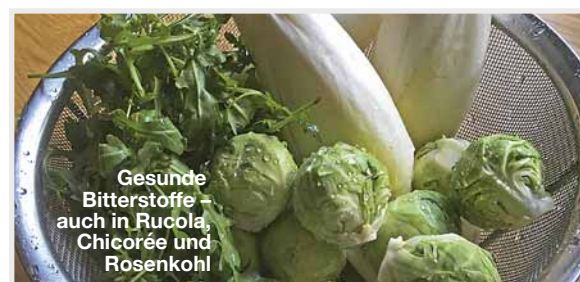 Gesunde
Bitterstoffe –
auch in Rucola,
Chicorée und
Rosenkohl